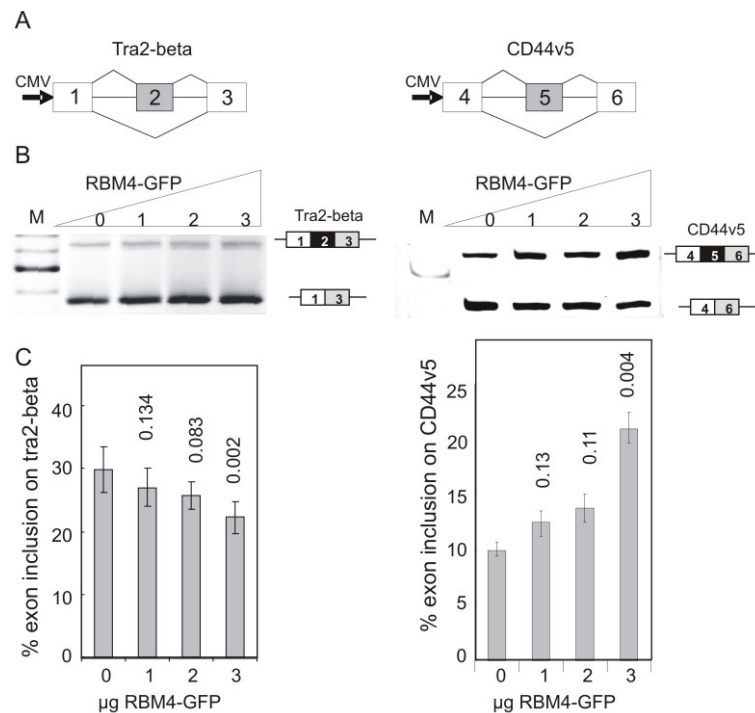 A
Tra2-beta
CD44v5
CMV
1 2 3
CMV
4 5 6
B
RBM4-GFP
M 0 1 2 3
Tra2-beta
1 2 3
1 3
RBM4-GFP
M 0 1 2 3
CD44v5
4 5 6
4 6
C
% exon inclusion on tra2-beta
40
30
20
10
0
0.134
0.083
0.002
0 1 2 3
µg RBM4-GFP
% exon inclusion on CD44v5
25
20
15
10
5
0
0.13
0.11
0.004
0 1 2 3
µg RBM4-GFP